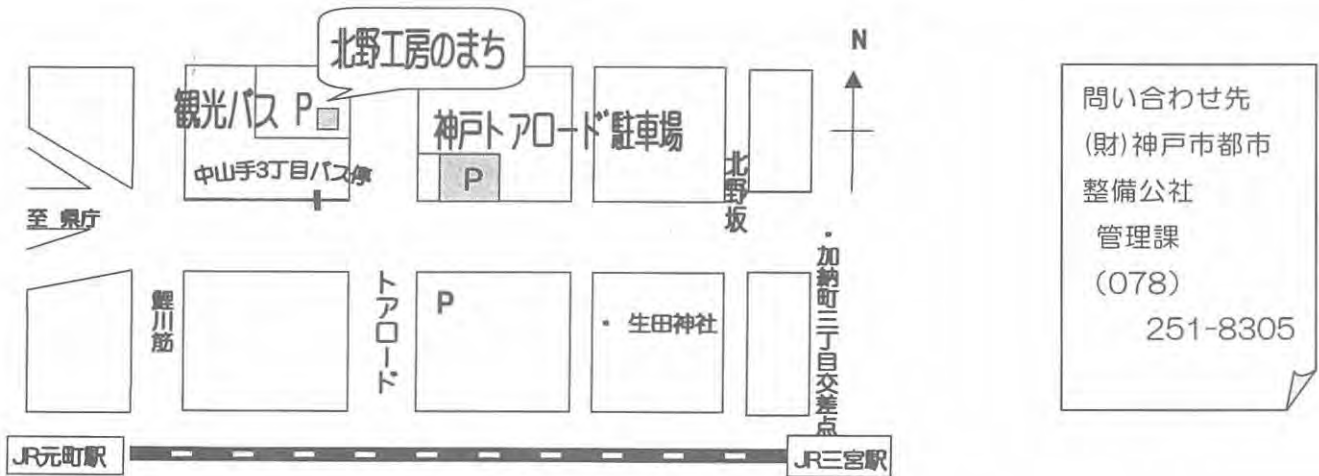 北野工房のまち
N
観光バス P
神戸トアロード駐車場
P
中山手3丁目バス停
北野坂
至 県庁
・加納町三丁目交差点
鯉川筋
トアロード
P
・ 生田神社
JR元町駅
JR三宮駅
問い合わせ先
(財)神戸市都市
整備公社
管理課
(078)
251-8305